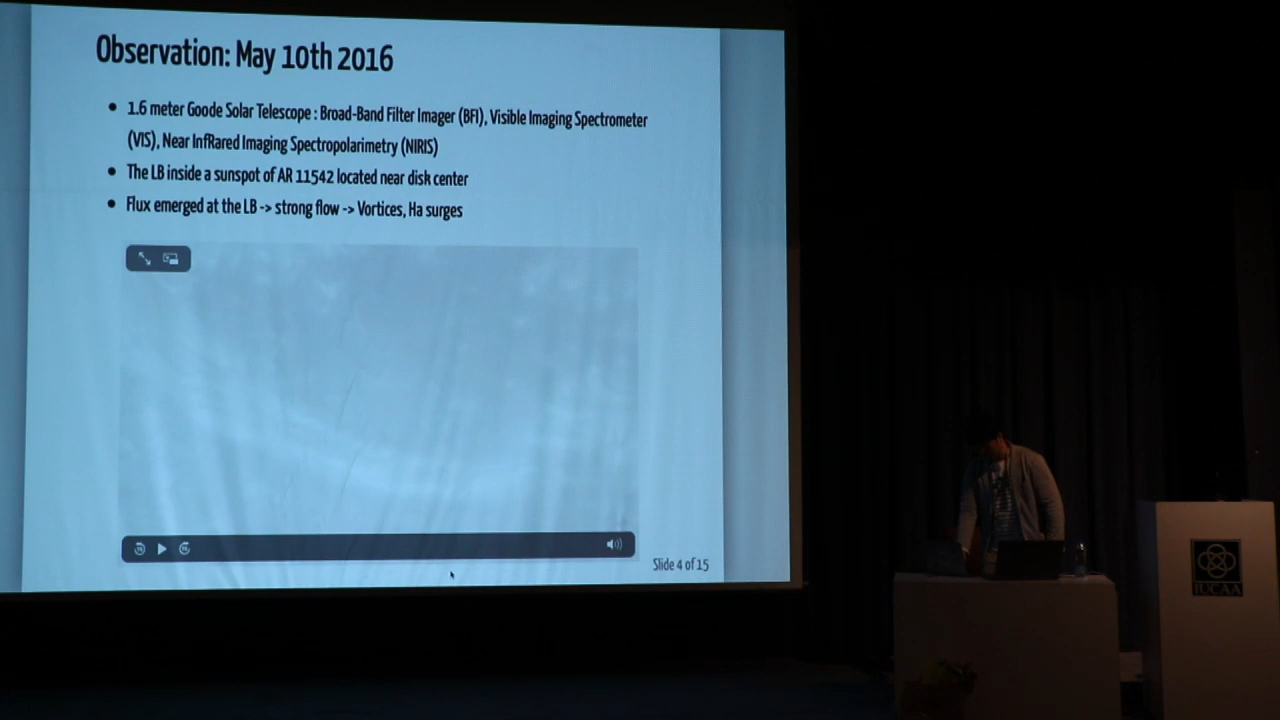 Observation: May 10th 2016
• 1.6 meter Goode Solar Telescope : Broad-Band Filter Imager (BFI), Visible Imaging Spectrometer
(VIS), Near InfRared Imaging Spectropolarimetry (NIRIS)
• The LB inside a sunspot of AR 11542 located near disk center
• Flux emerged at the LB -> strong flow -> Vortices, Ha surges
Slide 4 of 15
IUCAA